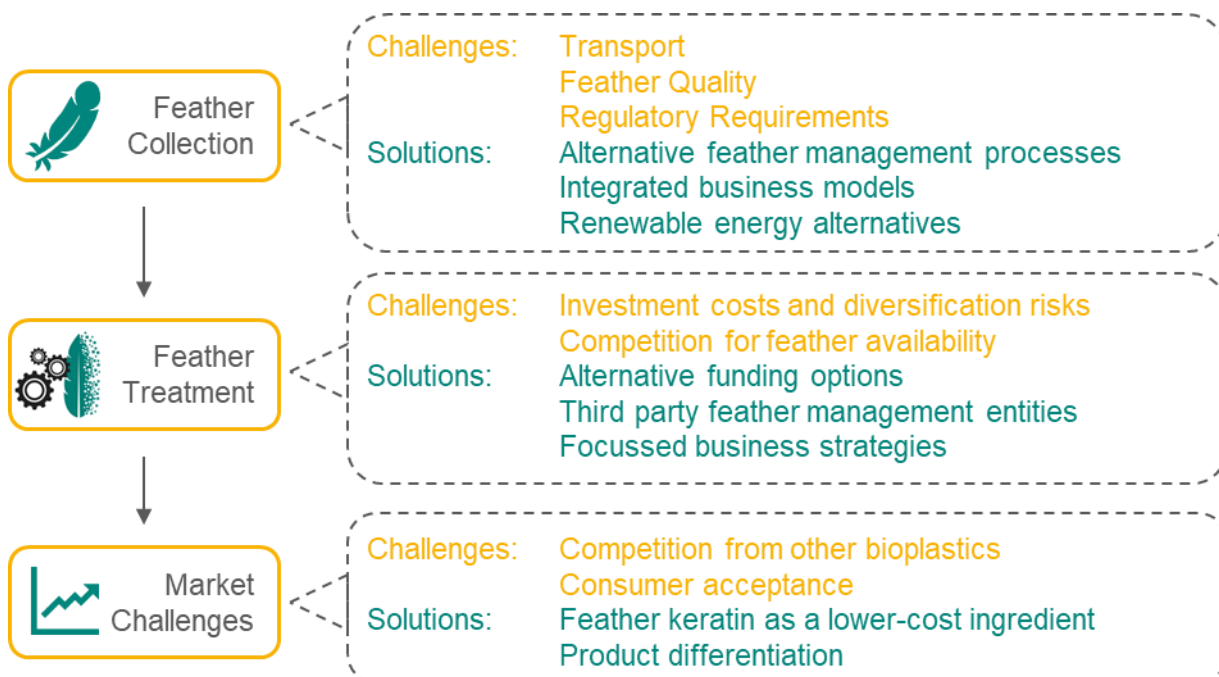 Feather
Collection
Challenges: Transport
Feather Quality
Regulatory Requirements
Solutions: Alternative feather management processes
Integrated business models
Renewable energy alternatives
Feather
Treatment
Challenges: Investment costs and diversification risks
Competition for feather availability
Solutions: Alternative funding options
Third party feather management entities
Focussed business strategies
Market
Challenges
Challenges: Competition from other bioplastics
Consumer acceptance
Solutions: Feather keratin as a lower-cost ingredient
Product differentiation